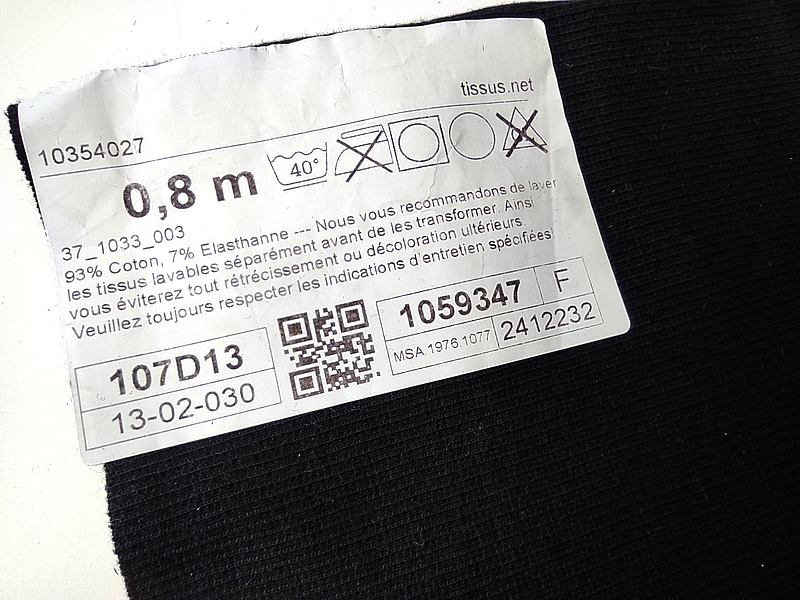 tissus.net
10354027
0,8 m
40°
37_1033_003
93% Coton, 7% Elasthanne --- Nous vous recommandons de laver
les tissus lavables séparément avant de les transformer. Ainsi
vous éviterez tout rétrécissement ou décoloration ultérieurs.
Veuillez toujours respecter les indications d'entretien spécifiées!
107D13
13-02-030
1059347 F
MSA 1976.1077 2412232